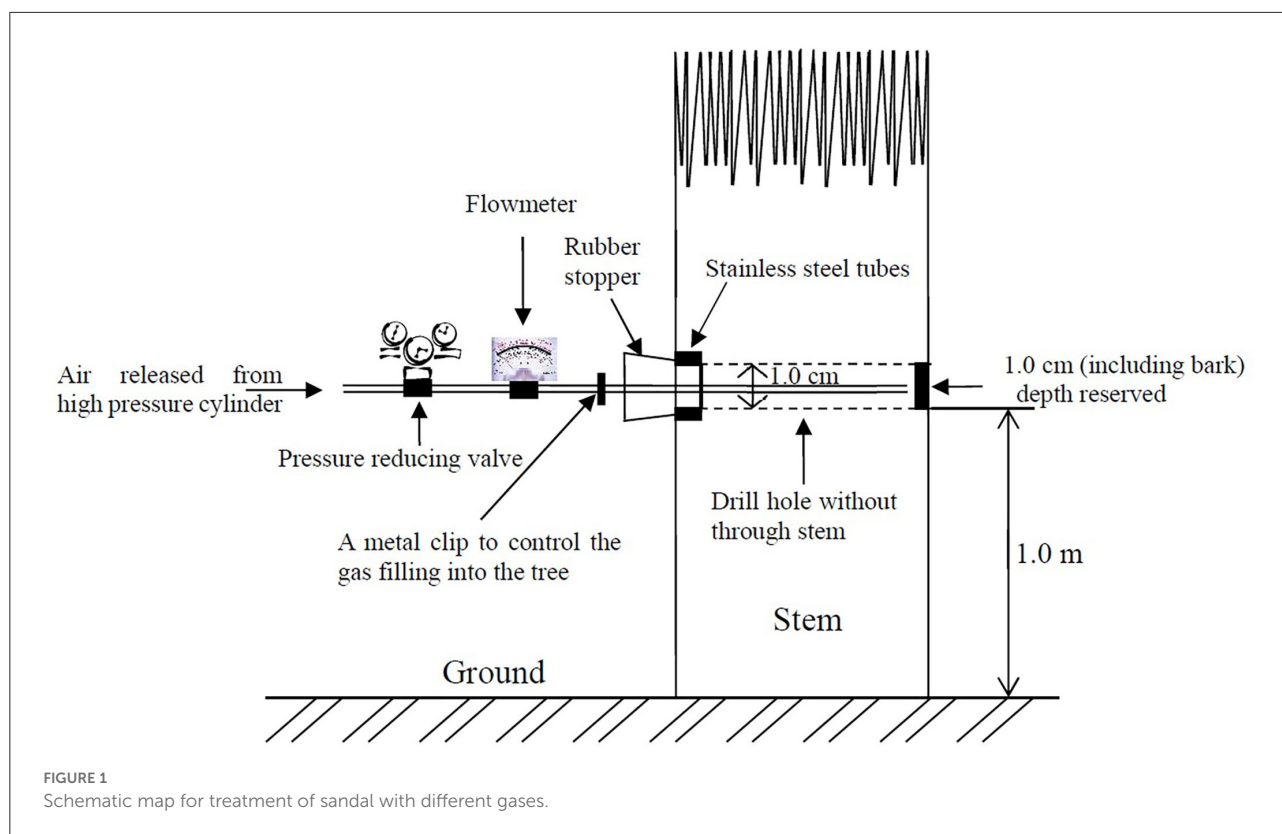 Flowmeter
Rubber
stopper
Stainless steel tubes
Air released from
high pressure cylinder
1.0 cm
1.0 cm (including bark)
depth reserved
Pressure reducing valve
Drill hole without
through stem
A metal clip to control the
gas filling into the tree
1.0 m
Stem
Ground
FIGURE 1
Schematic map for treatment of sandal with different gases.